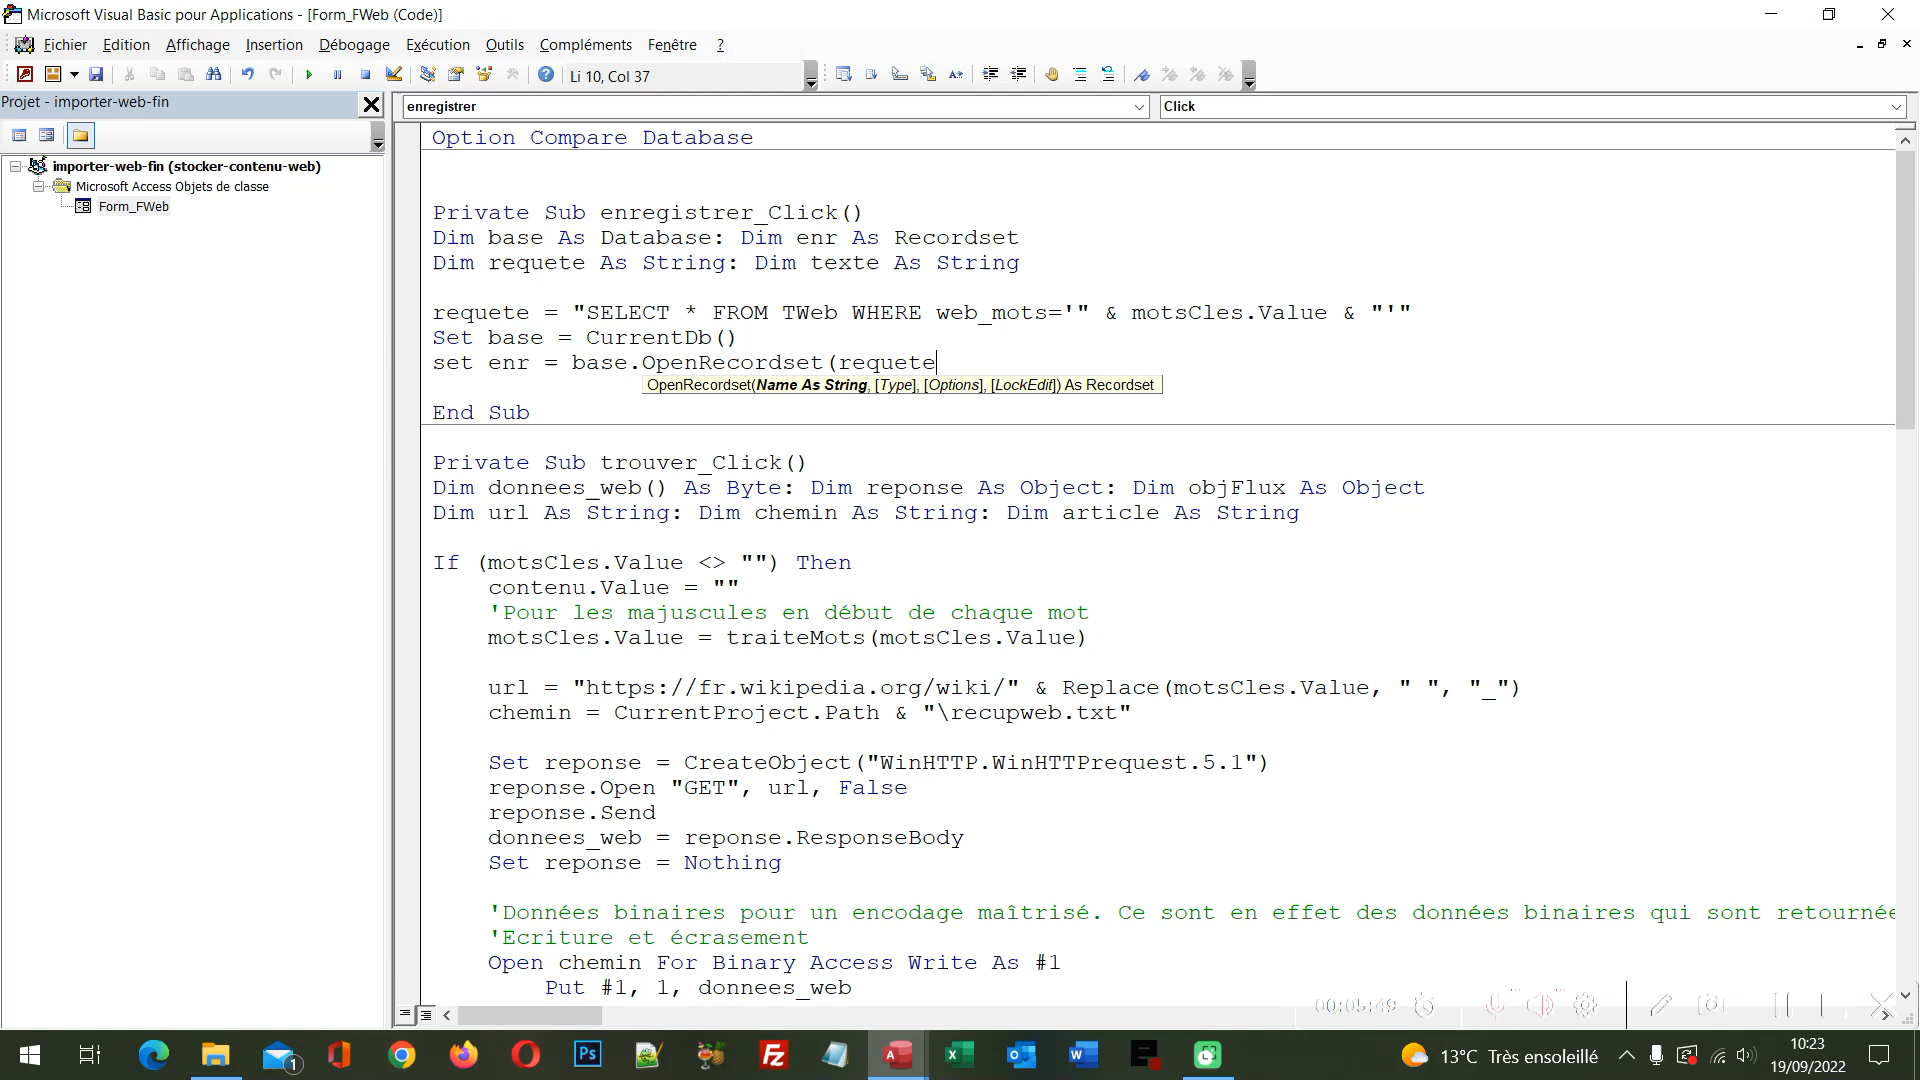 Microsoft Visual Basic pour Applications - [Form_FWeb (Code)]
Fichier Edition Affichage Insertion Débogage Exécution Outils Compléments Fenêtre ?
Li 10, Col 37
Projet - importer-web-fin
enregistrer
Click
importer-web-fin (stocker-contenu-web)
Microsoft Access Objets de classe
Form_FWeb
Option Compare Database
Private Sub enregistrer_Click()
Dim base As Database: Dim enr As Recordset
Dim requete As String: Dim texte As String
requete = "SELECT * FROM TWeb WHERE web_mots='" & motsCles.Value & "'"
Set base = CurrentDb()
set enr = base.OpenRecordset(requete
OpenRecordset(Name As String, [Type], [Options], [LockEdit]) As Recordset
End Sub
Private Sub trouver_Click()
Dim donnees_web() As Byte: Dim reponse As Object: Dim objFlux As Object
Dim url As String: Dim chemin As String: Dim article As String
If (motsCles.Value <> "") Then
contenu.Value = ""
'Pour les majuscules en début de chaque mot
motsCles.Value = traiteMots(motsCles.Value)
url = "https://fr.wikipedia.org/wiki/" & Replace(motsCles.Value, " ", "_")
chemin = CurrentProject.Path & "\recupweb.txt"
Set reponse = CreateObject("WinHTTP.WinHTTPrequest.5.1")
reponse.Open "GET", url, False
reponse.Send
donnees_web = reponse.ResponseBody
Set reponse = Nothing
'Données binaires pour un encodage maîtrisé. Ce sont en effet des données binaires qui sont retournée
'Ecriture et écrasement
Open chemin For Binary Access Write As #1
Put #1, 1, donnees_web
00:05:49
1
Ps
Fz
A
X
O
W
13°C Très ensoleillé
10:23
19/09/2022